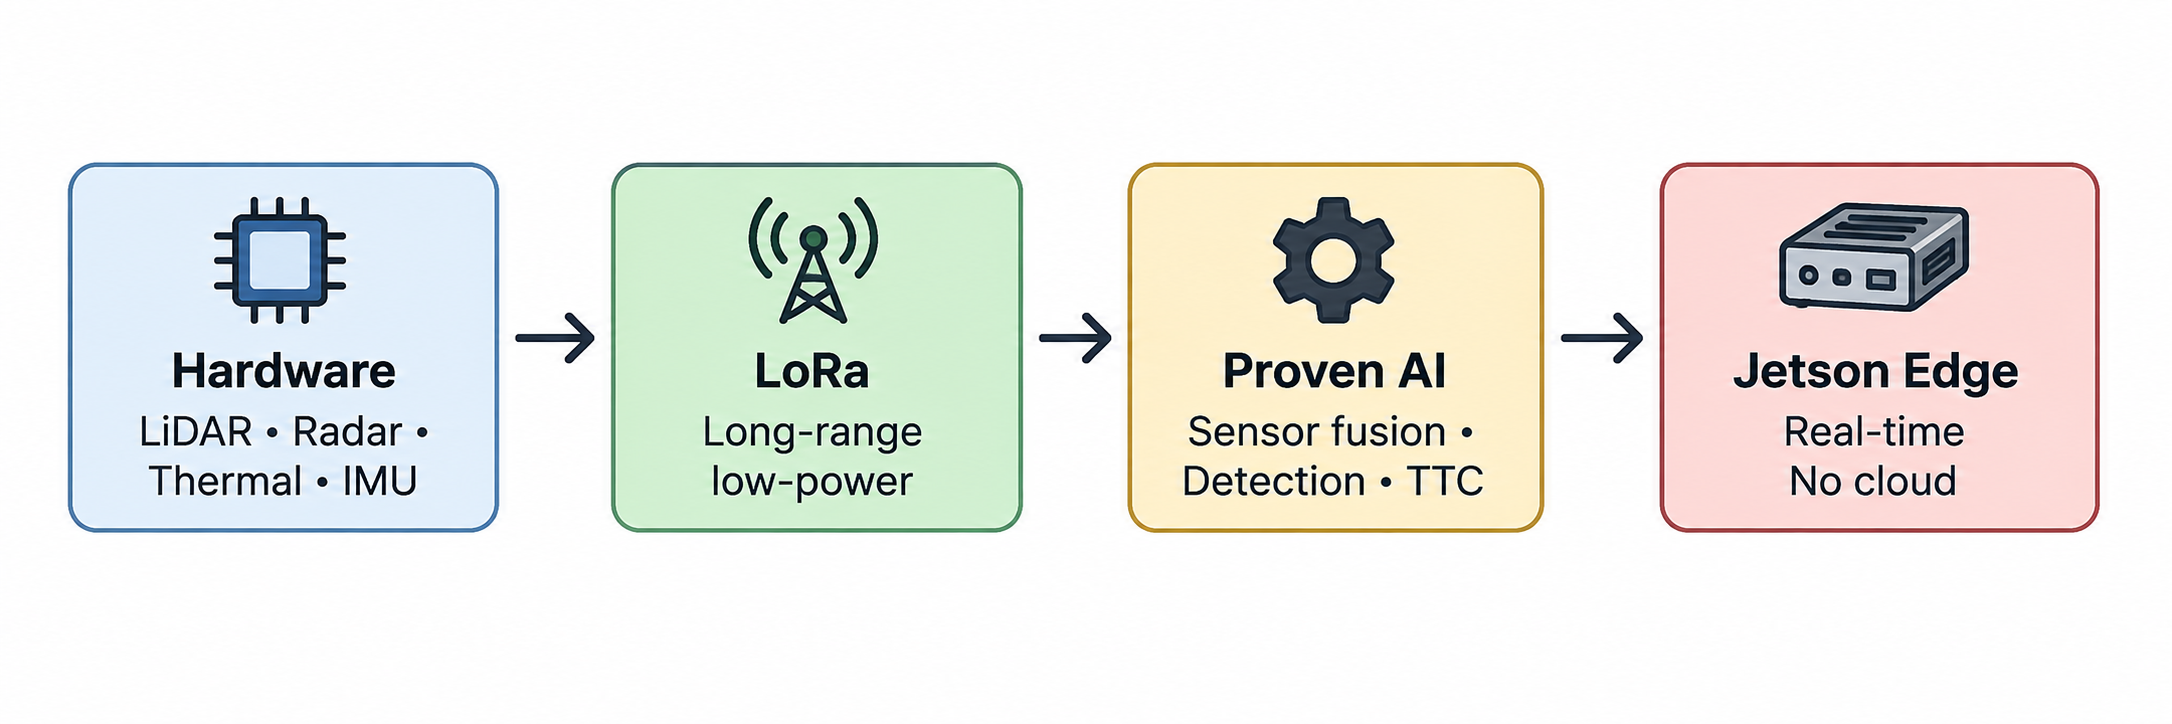 Hardware
LiDAR • Radar •
Thermal • IMU
LoRa
Long-range
low-power
Proven AI
Sensor fusion •
Detection • TTC
Jetson Edge
Real-time
No cloud